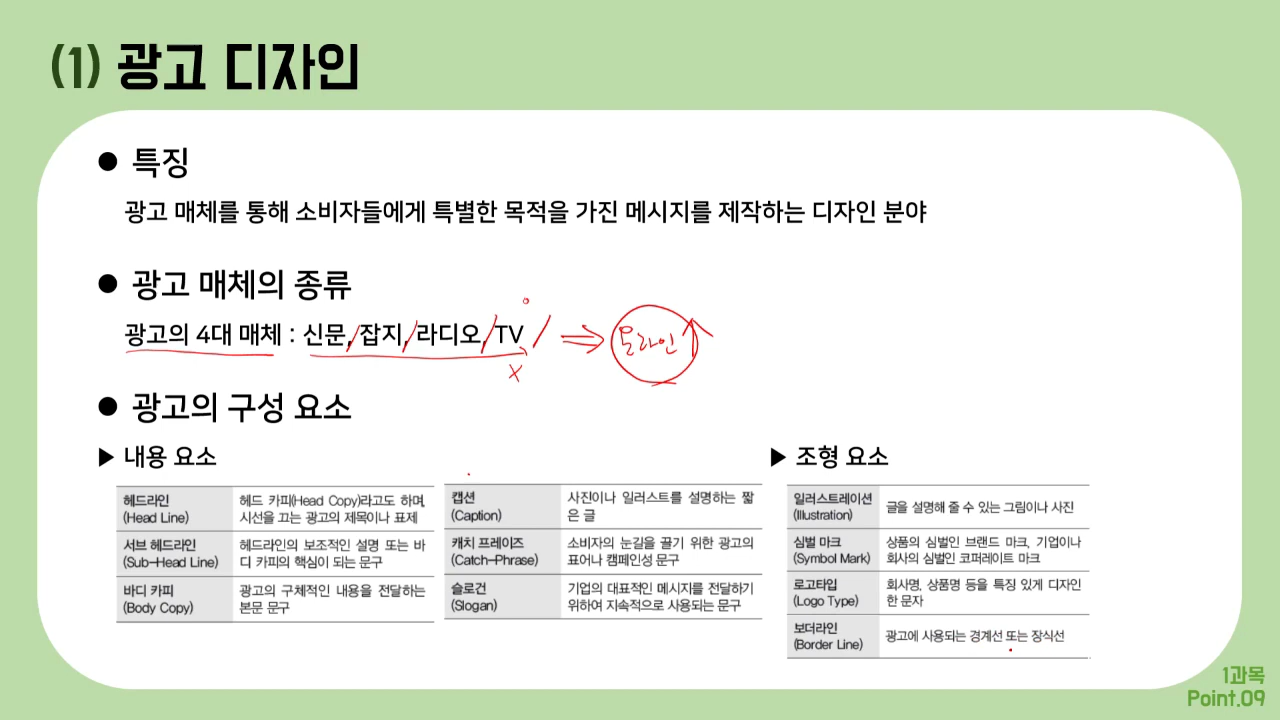 (1) 광고 디자인
● 특징
광고 매체를 통해 소비자들에게 특별한 목적을 가진 메시지를 제작하는 디자인 분야
● 광고 매체의 종류
광고의 4대 매체 : 신문, 잡지, 라디오, TV
x
온라인
● 광고의 구성 요소
▶ 내용 요소
헤드라인
(Head Line)
헤드 카피(Head Copy)라고도 하며,
시선을 끄는 광고의 제목이나 표제
서브 헤드라인
(Sub-Head Line)
헤드라인의 보조적인 설명 또는 바
디 카피의 핵심이 되는 문구
바디 카피
(Body Copy)
광고의 구체적인 내용을 전달하는
본문 문구
캡션
(Caption)
사진이나 일러스트를 설명하는 짧
은 글
캐치 프레이즈
(Catch-Phrase)
소비자의 눈길을 끌기 위한 광고의
표어나 캠페인성 문구
슬로건
(Slogan)
기업의 대표적인 메시지를 전달하기
위하여 지속적으로 사용되는 문구
▶ 조형 요소
일러스트레이션
(Illustration)
글을 설명해 줄 수 있는 그림이나 사진
심벌 마크
(Symbol Mark)
상품의 심벌인 브랜드 마크, 기업이나
회사의 심벌인 코퍼레이트 마크
로고타입
(Logo Type)
회사명, 상품명 등을 특징 있게 디자인
한 문자
보더라인
(Border Line)
광고에 사용되는 경계선 또는 장식선
1과목
Point.09